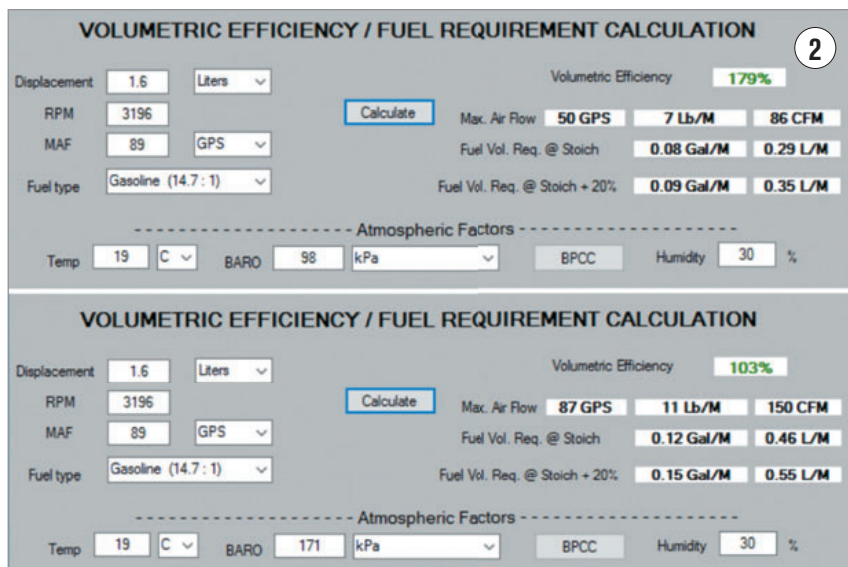 VOLUMETRIC EFFICIENCY / FUEL REQUIREMENT CALCULATION
2
Displacement 1.6 Liters Volumetric Efficiency 179%
RPM 3196 Calculate Max. Air Flow 50 GPS 7 Lb/M 86 CFM
MAF 89 GPS Fuel Vol. Req. @ Stoich 0.08 Gal/M 0.29 L/M
Fuel type Gasoline (14.7 : 1) Fuel Vol. Req. @ Stoich + 20% 0.09 Gal/M 0.35 L/M
Atmospheric Factors
Temp 19 C BARO 98 kPa BPCC Humidity 30 %
VOLUMETRIC EFFICIENCY / FUEL REQUIREMENT CALCULATION
Displacement 1.6 Liters Volumetric Efficiency 103%
RPM 3196 Calculate Max. Air Flow 87 GPS 11 Lb/M 150 CFM
MAF 89 GPS Fuel Vol. Req. @ Stoich 0.12 Gal/M 0.46 L/M
Fuel type Gasoline (14.7 : 1) Fuel Vol. Req. @ Stoich + 20% 0.15 Gal/M 0.55 L/M
Atmospheric Factors
Temp 19 C BARO 171 kPa BPCC Humidity 30 %